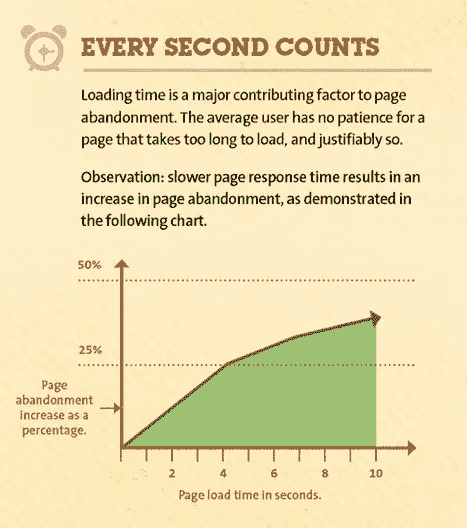 EVERY SECOND COUNTS
Loading time is a major contributing factor to page
abandonment. The average user has no patience for a
page that takes too long to load, and justifiably so.
Observation: slower page response time results in an
increase in page abandonment, as demonstrated in
the following chart.
50%
25%
Page
abandonment
increase as a
percentage.
2 4 6 8 10
Page load time in seconds.